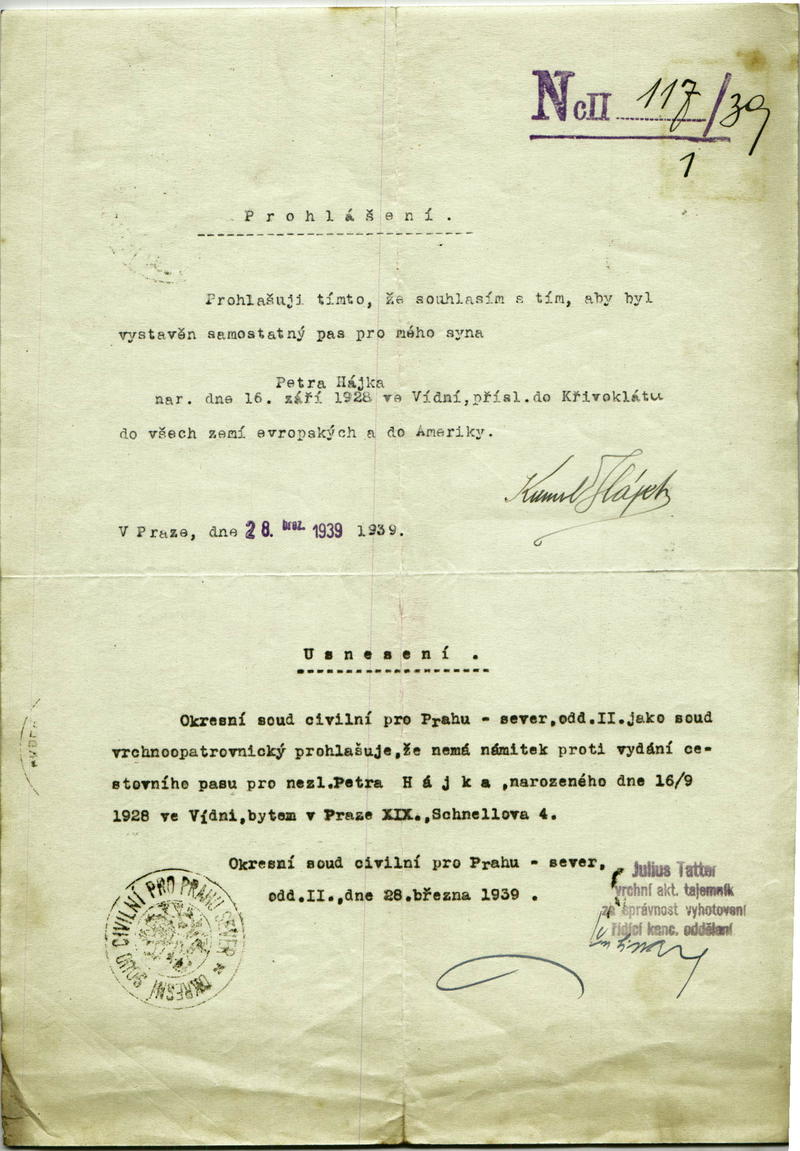 NcII 117/39
1
Prohlášení.
Prohlašuji tímto, že souhlasím s tím, aby byl
vystavěn samostatný pas pro mého syna
Petra Hájka
nar. dne 16. září 1928 ve Vídní,přísl.do Křivoklátu
do všech zemí evropských a do Ameriky.
Kamil Hájek
V Praze, dne 28. břez. 1939 1939.
Usnesení.
Okresní soud civilní pro Prahu - sever,odd.II.jako soud
vrchnoopatrovnický prohlašuje,že nemá námitek proti vydání ce-
stovního pasu pro nezl.Petra Hájka,narozeného dne 16/9
1928 ve Vídni,bytem v Praze XIX.,Schnellova 4.
Okresní soud civilní pro Prahu - sever,
odd.II.,dne 28.března 1939 .
Julius Tatter
vrchní akt. tajemník
za správnost vyhotovení
řídící kanc. oddělení
OKRESNÍ SOUD CIVILNÍ PRO PRAHU SEVER